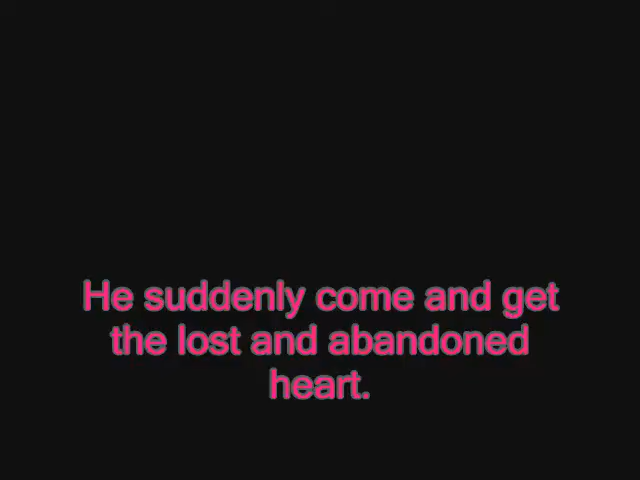 He suddenly come and get
the lost and abandoned
heart.